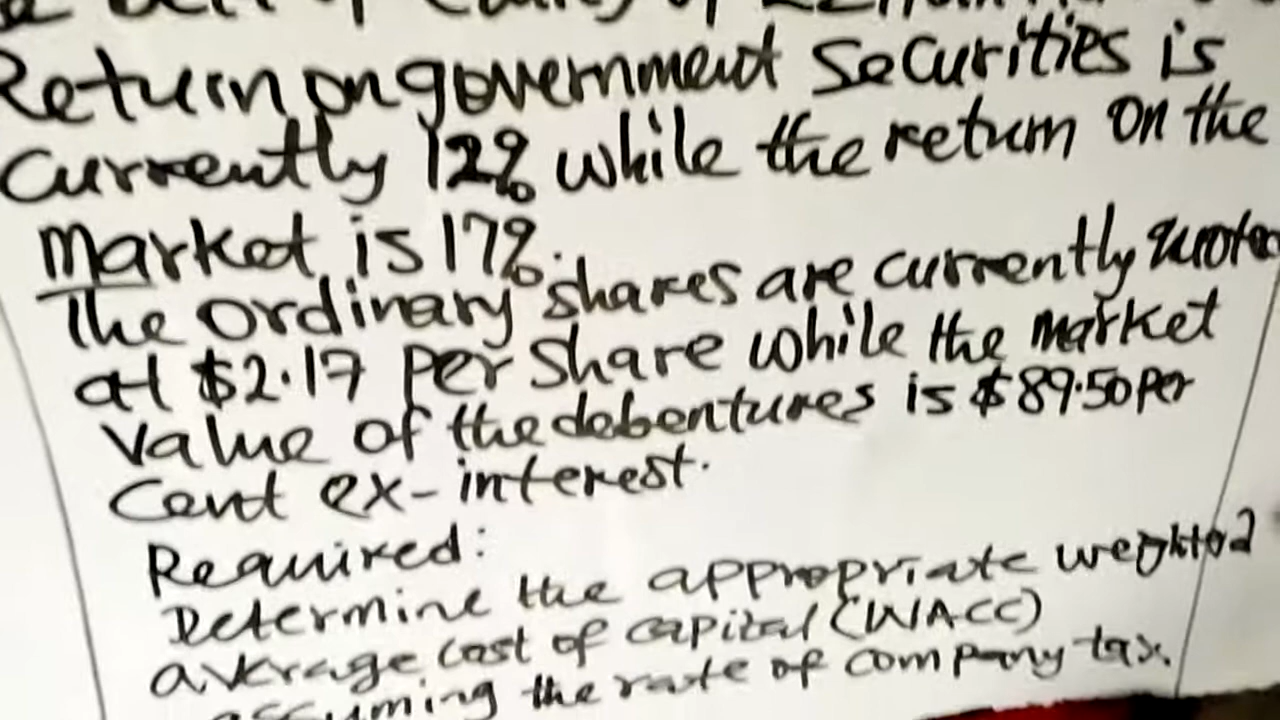 Return on government Securities is
currently 12% while the return on the
market is 17%.
The ordinary shares are currently quoted
at $2.17 per share while the market
value of the debentures is $89.50 per
Cent ex-interest.
Required:
Determine the appropriate weighted
average cost of capital (WACC)
assuming the rate of company tax.